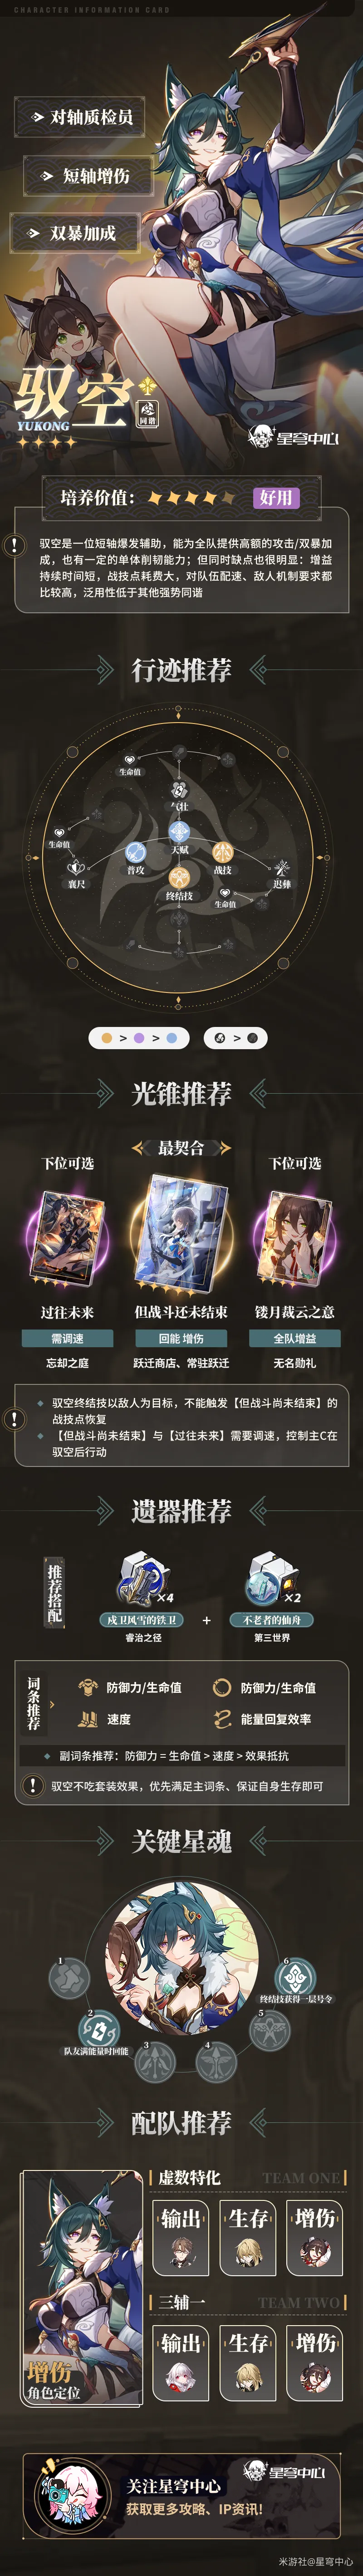 CHARACTER INFORMATION CARD
对轴质检员
短轴增伤
双暴加成
驭空
YUKONG
同谐
星穹中心
培养价值：
好用
驭空是一位短轴爆发辅助，能为全队提供高额的攻击/双暴加
成，也有一定的单体削韧能力；但同时缺点也很明显：增益
持续时间短，战技点耗费大，对队伍配速、敌人机制要求都
比较高，泛用性低于其他强势同谐
行迹推荐
生命值
气壮
生命值
天赋
普攻
战技
襄尺
迟彝
终结技
生命值
> >
>
光锥推荐
最契合
下位可选
下位可选
过往未来
但战斗还未结束
镂月裁云之意
需调速
回能 增伤
全队增益
忘却之庭
跃迁商店、常驻跃迁
无名勋礼
驭空终结技以敌人为目标，不能触发【但战斗尚未结束】的
战技点恢复
【但战斗尚未结束】与【过往未来】需要调速，控制主C在
驭空后行动
遗器推荐
推荐搭配
×4
×2
戍卫风雪的铁卫
+
不老者的仙舟
睿治之径
第三世界
词条推荐
防御力/生命值
防御力/生命值
速度
能量回复效率
副词条推荐：防御力 = 生命值 > 速度 > 效果抵抗
驭空不吃套装效果，优先满足主词条、保证自身生存即可
关键星魂
1
6
终结技获得一层号令
2
队友满能量时回能
5
3
4
配队推荐
虚数特化
TEAM ONE
输出
生存
增伤
三辅一
TEAM TWO
输出
生存
增伤
增伤
角色定位
关注星穹中心
获取更多攻略、IP资讯!
星穹中心
米游社@星穹中心